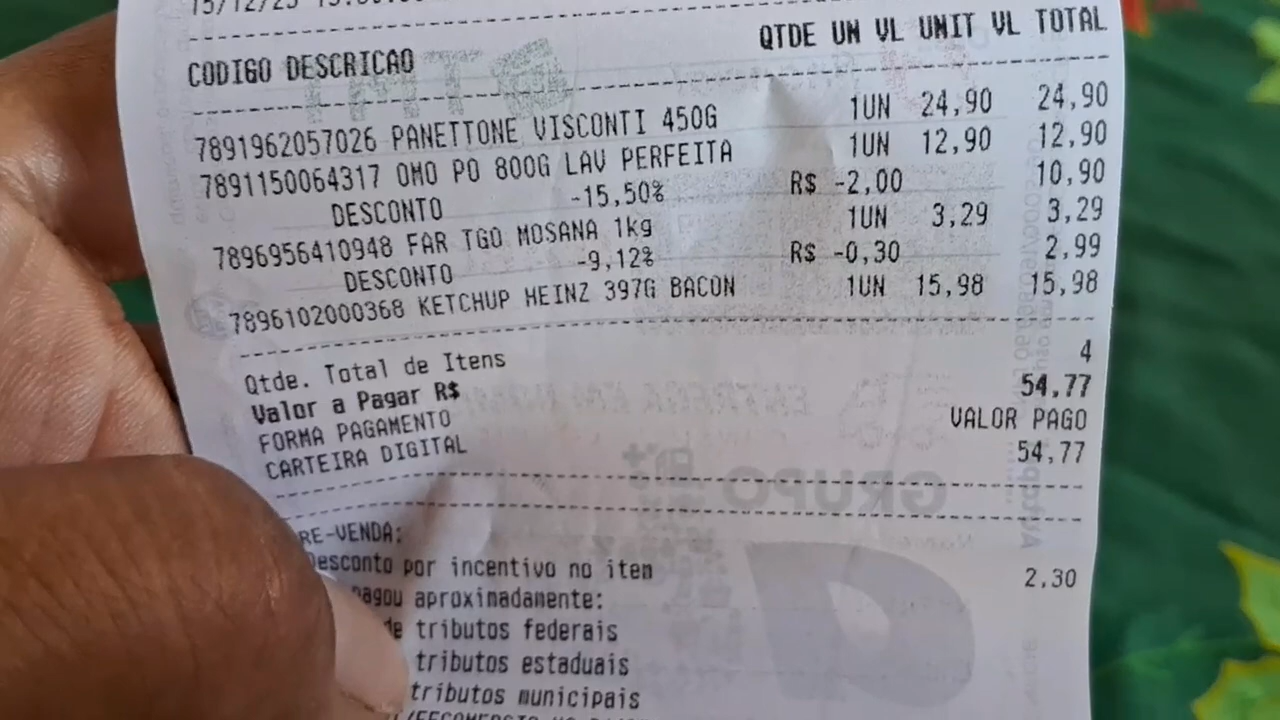 CODIGO DESCRICAO QTDE UN VL UNIT VL TOTAL
7891962057026 PANETTONE VISCONTI 450G 1UN 24,90 24,90
7891150064317 OMO PO 800G LAV PERFEITA 1UN 12,90 12,90
DESCONTO -15,50% R$ -2,00 10,90
7896956410948 FAR TGO MOSANA 1kg 1UN 3,29 3,29
DESCONTO -9,12% R$ -0,30 2,99
7896102000368 KETCHUP HEINZ 397G BACON 1UN 15,98 15,98
Qtde. Total de Itens 4
Valor a Pagar R$ 54,77
FORMA PAGAMENTO VALOR PAGO
CARTEIRA DIGITAL 54,77
RE-VENDA:
Desconto por incentivo no item 2,30
pagou aproximadamente:
de tributos federais
tributos estaduais
tributos municipais
GRUPO